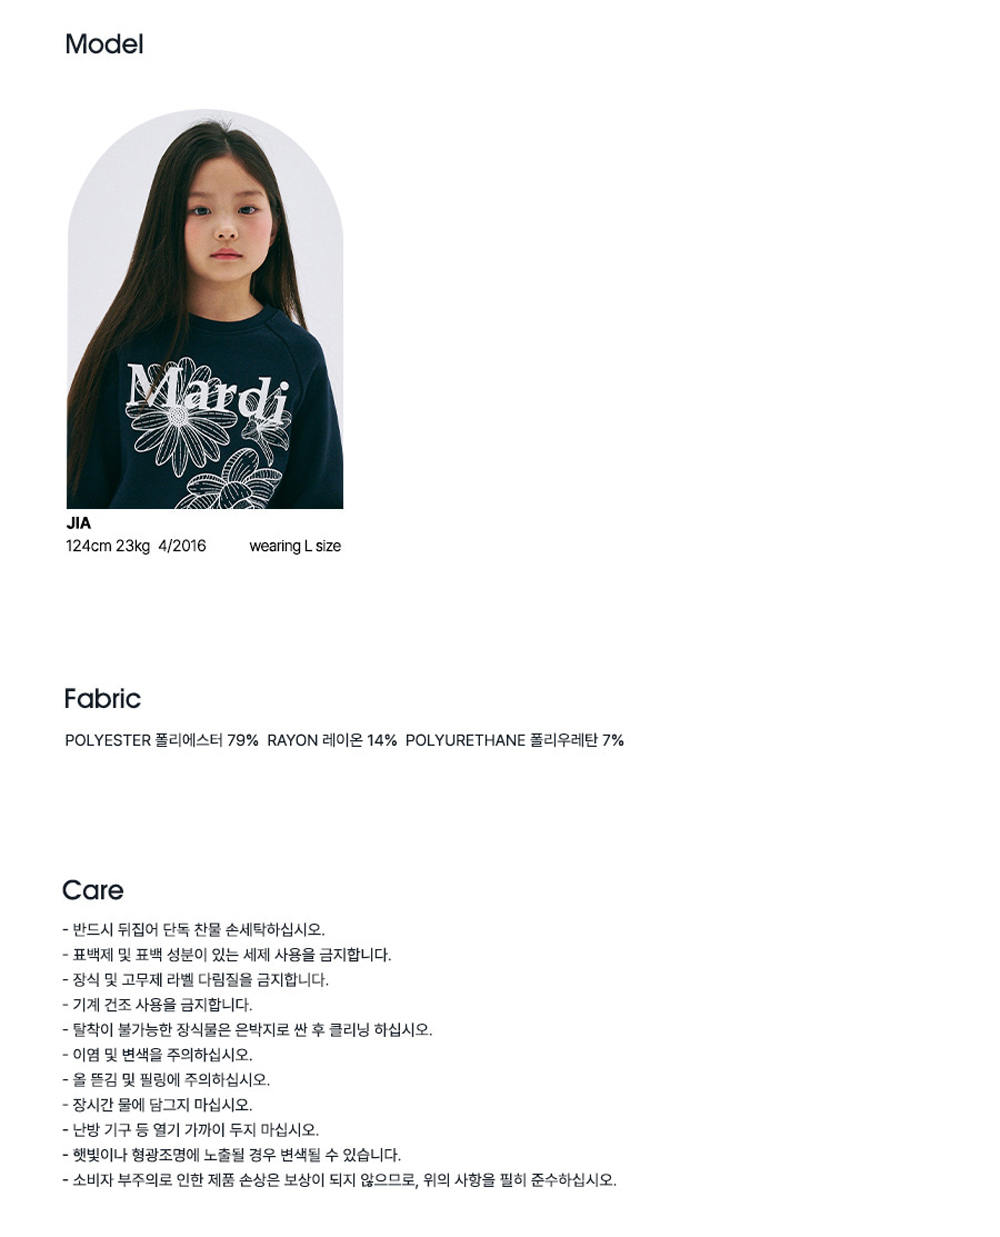 Model
Mardi
JIA
124cm 23kg 4/2016 wearing L size
Fabric
POLYESTER 폴리에스터 79% RAYON 레이온 14% POLYURETHANE 폴리우레탄 7%
Care
- 반드시 뒤집어 단독 찬물 손세탁하십시오.
- 표백제 및 표백 성분이 있는 세제 사용을 금지합니다.
- 장식 및 고무제 라벨 다림질을 금지합니다.
- 기계 건조 사용을 금지합니다.
- 탈착이 불가능한 장식물은 은박지로 싼 후 클리닝 하십시오.
- 이염 및 변색을 주의하십시오.
- 올 뜯김 및 필링에 주의하십시오.
- 장시간 물에 담그지 마십시오.
- 난방 기구 등 열기 가까이 두지 마십시오.
- 햇빛이나 형광조명에 노출될 경우 변색될 수 있습니다.
- 소비자 부주의로 인한 제품 손상은 보상이 되지 않으므로, 위의 사항을 필히 준수하십시오.